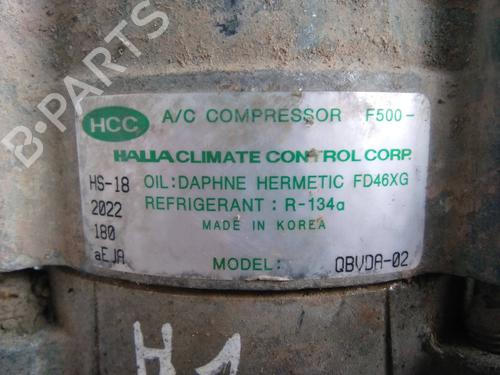 HCC A/C COMPRESSOR F500-
HALLA CLIMATE CONTROL CORP.
HS-18 OIL: DAPHNE HERMETIC FD46XG
2022 REFRIGERANT : R-134a
180 MADE IN KOREA
aEJA MODEL: QBVDA-02
B-PARTS